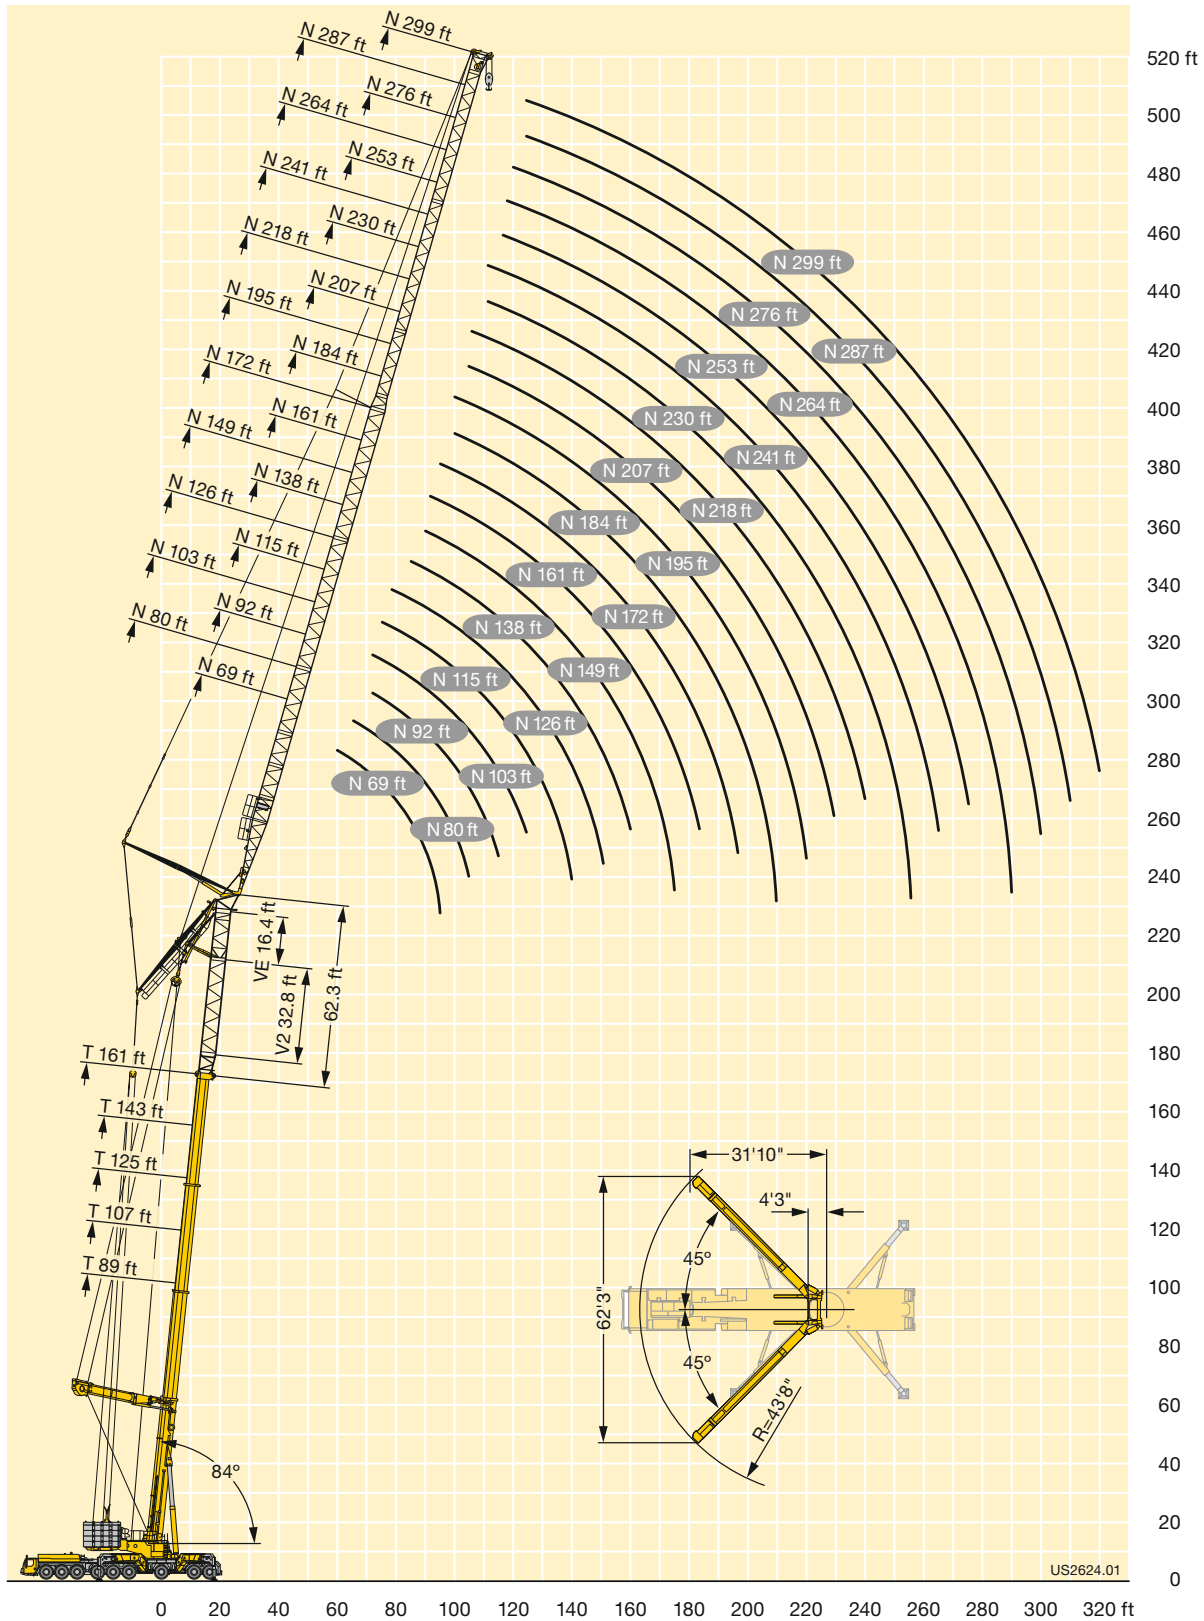 N 299 ft
N 287 ft
N 276 ft
N 264 ft
N 253 ft
N 241 ft
N 230 ft
N 218 ft
N 207 ft
N 195 ft
N 184 ft
N 172 ft
N 161 ft
N 149 ft
N 138 ft
N 126 ft
N 115 ft
N 103 ft
N 92 ft
N 80 ft
N 69 ft
N 299 ft
N 276 ft
N 287 ft
N 253 ft
N 264 ft
N 230 ft
N 241 ft
N 207 ft
N 218 ft
N 184 ft
N 195 ft
N 161 ft
N 172 ft
N 138 ft
N 149 ft
N 115 ft
N 126 ft
N 92 ft
N 103 ft
N 69 ft
N 80 ft
VE 16.4 ft
V2 32.8 ft
62.3 ft
T 161 ft
T 143 ft
T 125 ft
T 107 ft
T 89 ft
84°
31'10"
4'3"
45°
62'3"
45°
R=43'8"
US2624.01
520 ft
500
480
460
440
420
400
380
360
340
320
300
280
260
240
220
200
180
160
140
120
100
80
60
40
20
0
0 20 40 60 80 100 120 140 160 180 200 220 240 260 280 300 320 ft